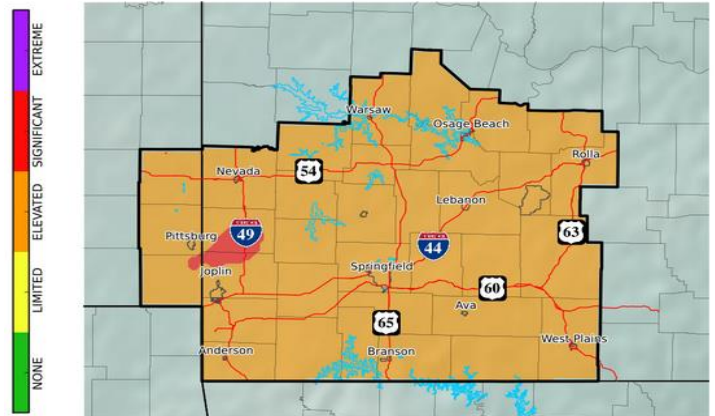 EXTREME
SIGNIFICANT
ELEVATED
LIMITED
NONE
Warsaw
Osage Beach
Rolla
54
Nevada
Lebanon
Pittsburg
49
44
63
Joplin
Springfield
60
Ava
65
West Plains
Anderson
Branson